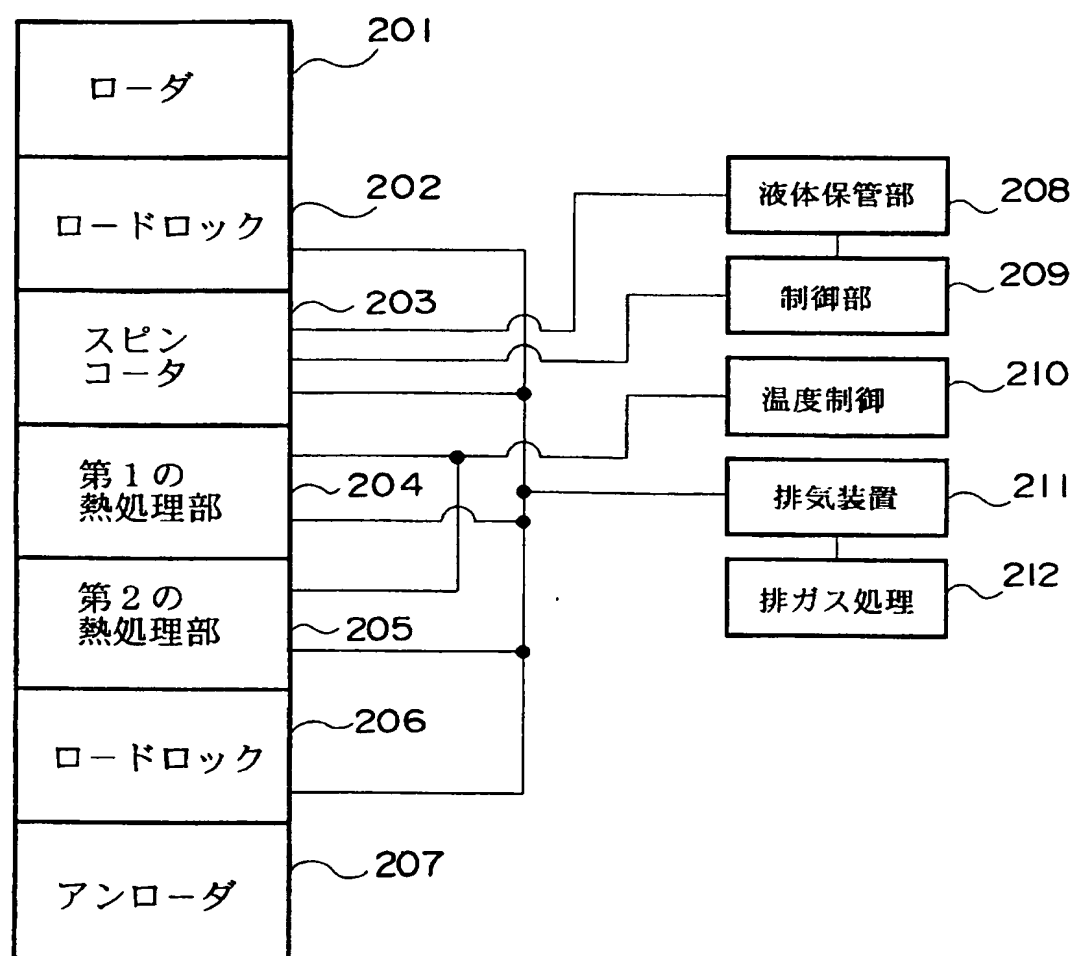 ローダ
201
ロードロック
202
スピン
コータ
203
第1の
熱処理部
204
第2の
熱処理部
205
ロードロック
206
アンローダ
207
液体保管部
208
制御部
209
温度制御
210
排気装置
211
排ガス処理
212